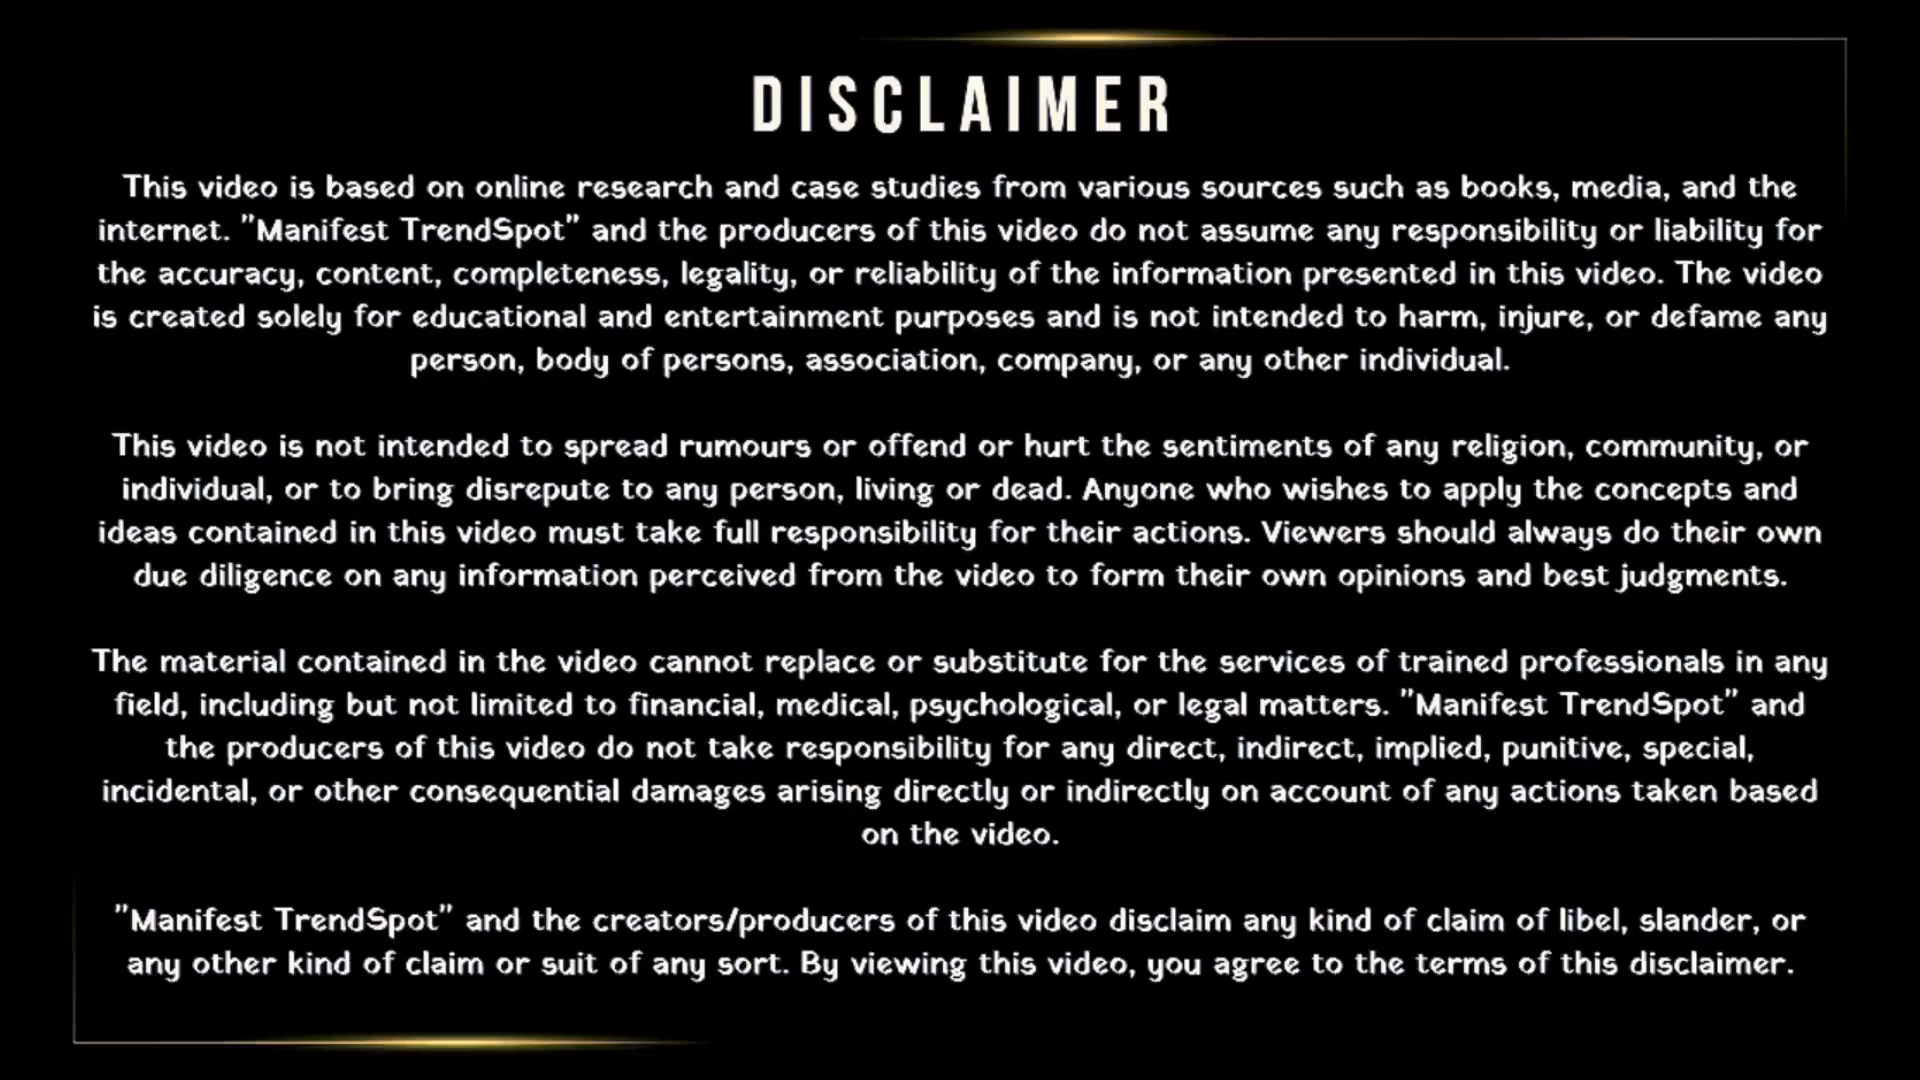 DISCLAIMER
This video is based on online research and case studies from various sources such as books, media, and the
internet. "Manifest TrendSpot" and the producers of this video do not assume any responsibility or liability for
the accuracy, content, completeness, legality, or reliability of the information presented in this video. The video
is created solely for educational and entertainment purposes and is not intended to harm, injure, or defame any
person, body of persons, association, company, or any other individual.
This video is not intended to spread rumours or offend or hurt the sentiments of any religion, community, or
individual, or to bring disrepute to any person, living or dead. Anyone who wishes to apply the concepts and
ideas contained in this video must take full responsibility for their actions. Viewers should always do their own
due diligence on any information perceived from the video to form their own opinions and best judgments.
The material contained in the video cannot replace or substitute for the services of trained professionals in any
field, including but not limited to financial, medical, psychological, or legal matters. "Manifest TrendSpot" and
the producers of this video do not take responsibility for any direct, indirect, implied, punitive, special,
incidental, or other consequential damages arising directly or indirectly on account of any actions taken based
on the video.
"Manifest TrendSpot" and the creators/producers of this video disclaim any kind of claim of libel, slander, or
any other kind of claim or suit of any sort. By viewing this video, you agree to the terms of this disclaimer.